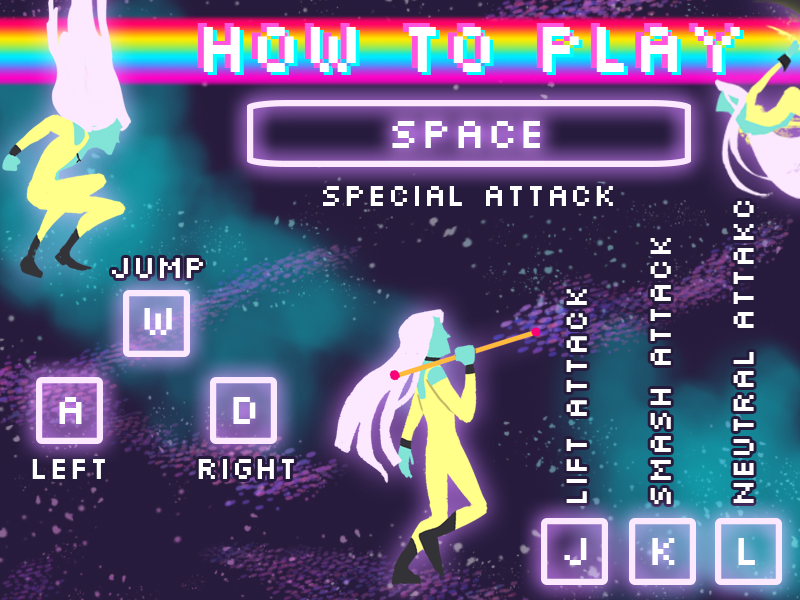 HOW TO PLAY
SPACE
SPECIAL ATTACK
JUMP
W
A
D
LEFT
RIGHT
LIFT ATTACK
SMASH ATTACK
NEUTRAL ATTAKC
J
K
L